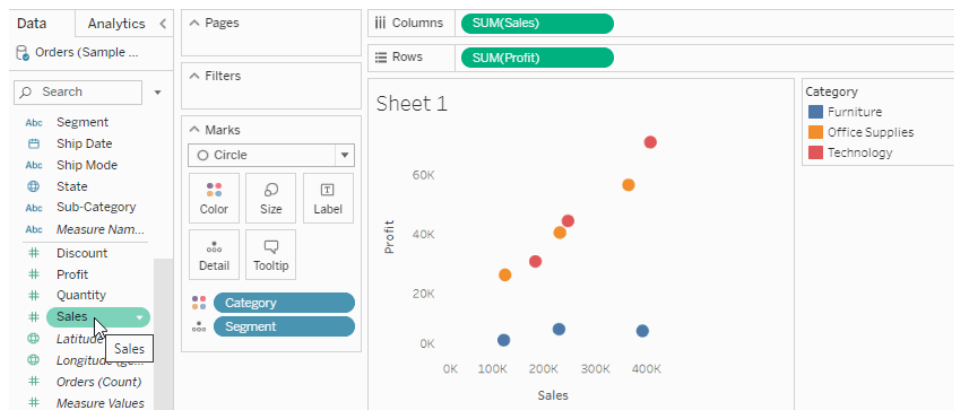 Data
Analytics
Orders (Sample ...
Search
Abc Segment
Ship Date
Abc Ship Mode
State
Abc Sub-Category
Abc Measure Nam...
# Discount
# Profit
# Quantity
# Sales
Latitude
Sales
Longitude (ge...
# Orders (Count)
# Measure Values
Pages
Filters
Marks
Circle
Color
Size
Label
Detail
Tooltip
Category
Segment
Columns SUM(Sales)
Rows SUM(Profit)
Sheet 1
Profit
60K
40K
20K
0K
0K 100K 200K 300K 400K
Sales
Category
Furniture
Office Supplies
Technology